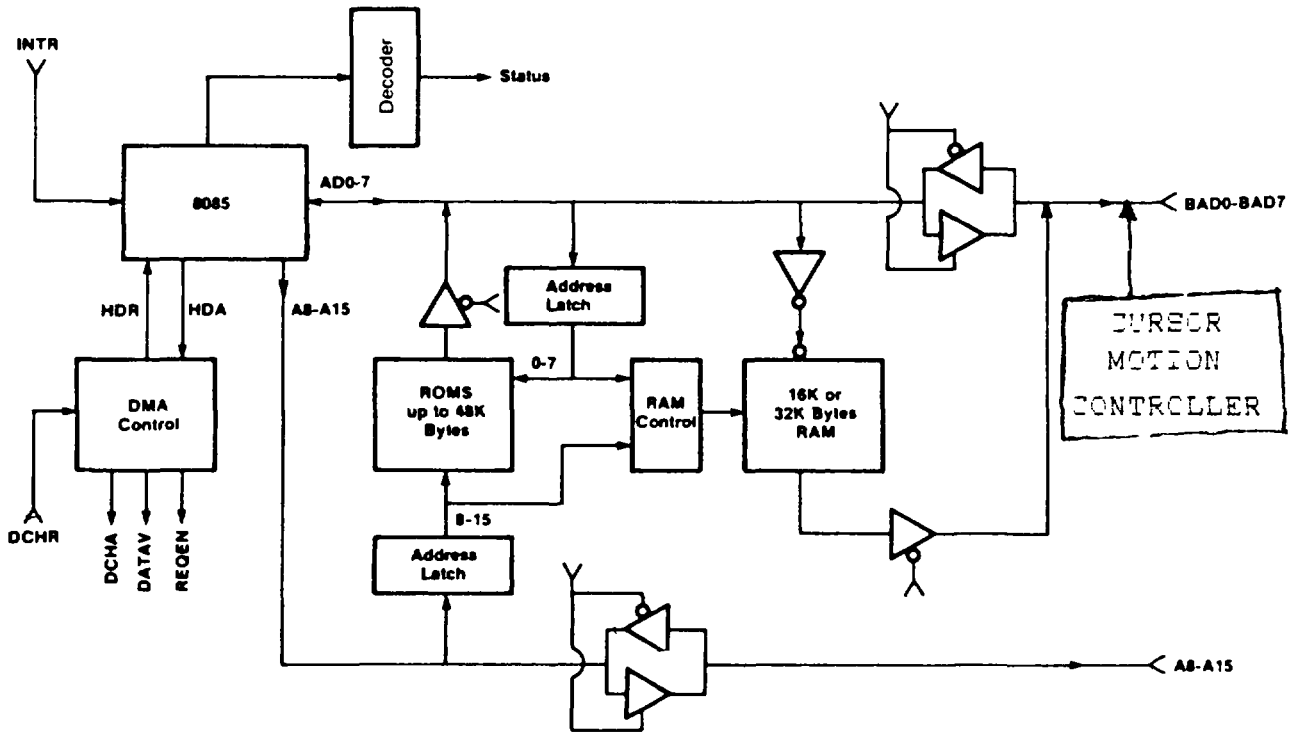 INTR
Decoder
Status
8085
AD0-7
BAD0-BAD7
HDR
HDA
A8-A15
Address
Latch
CURSOR
MOTION
CONTROLLER
DMA
Control
ROMS
up to 48K
Bytes
0-7
RAM
Control
16K or
32K Bytes
RAM
DCHR
DCHA
DATAV
REQEN
8-15
Address
Latch
A8-A15